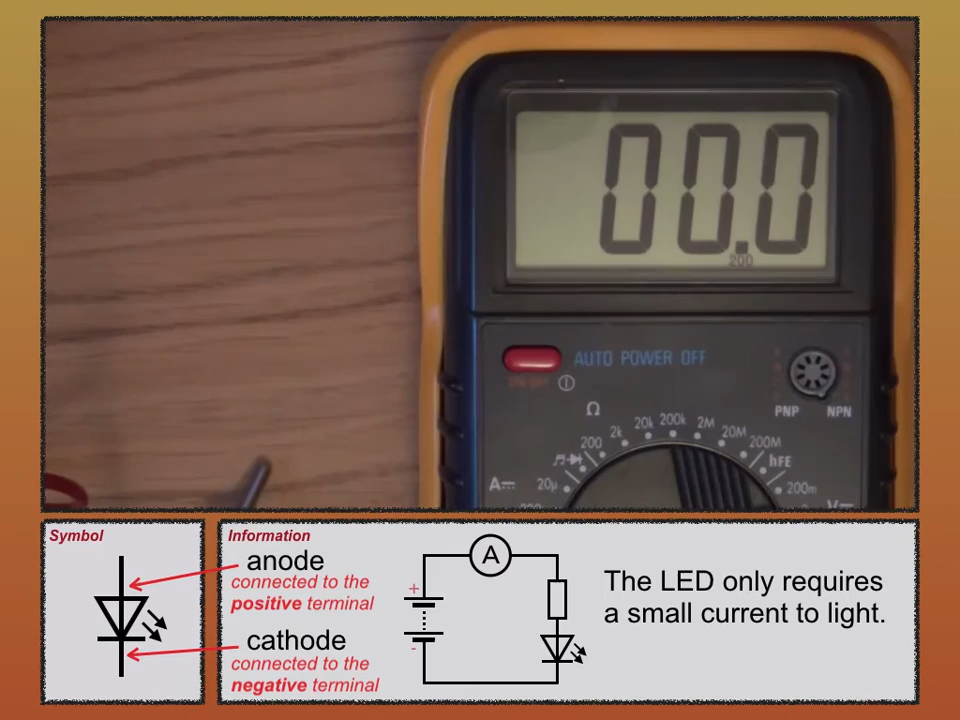 00.0
200
AUTO POWER OFF
PNP NPN
Ω
200 2k 20k 200k 2M 20M 200M
hFE
A 20µ 200m
V
Symbol
Information
anode
connected to the
positive terminal
cathode
connected to the
negative terminal
A
+
-
The LED only requires
a small current to light.